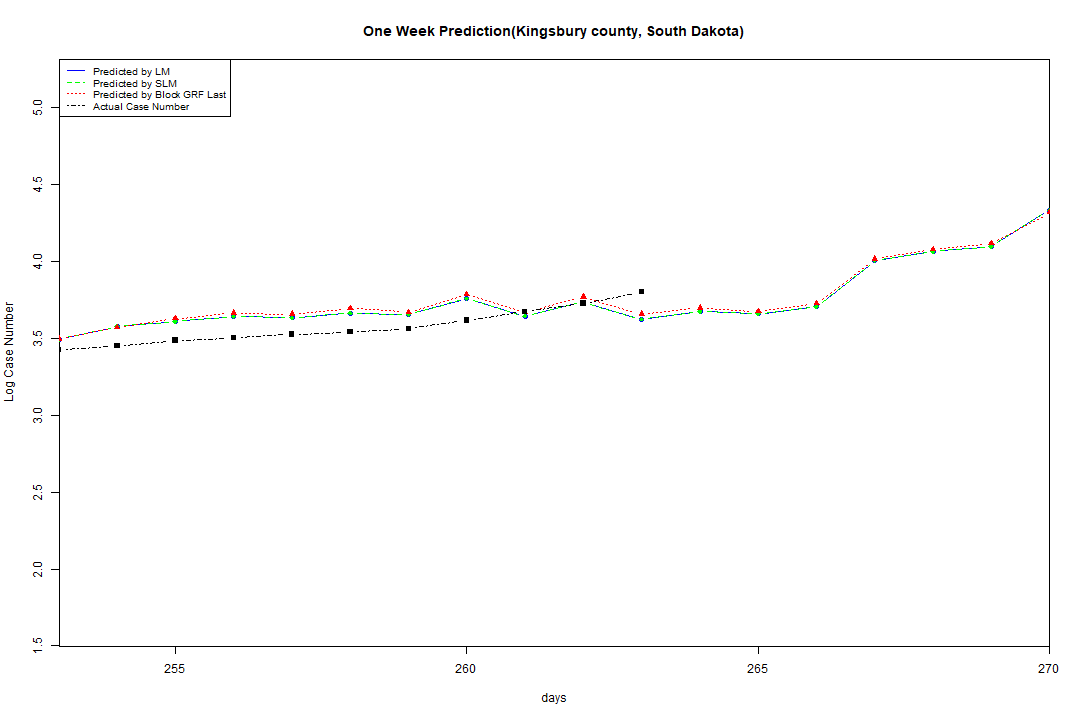 One Week Prediction(Kingsbury county, South Dakota)
Predicted by LM
Predicted by SLM
Predicted by Block GRF Last
Actual Case Number
5.0
4.5
4.0
3.5
3.0
2.5
2.0
1.5
Log Case Number
255 260 265 270
days